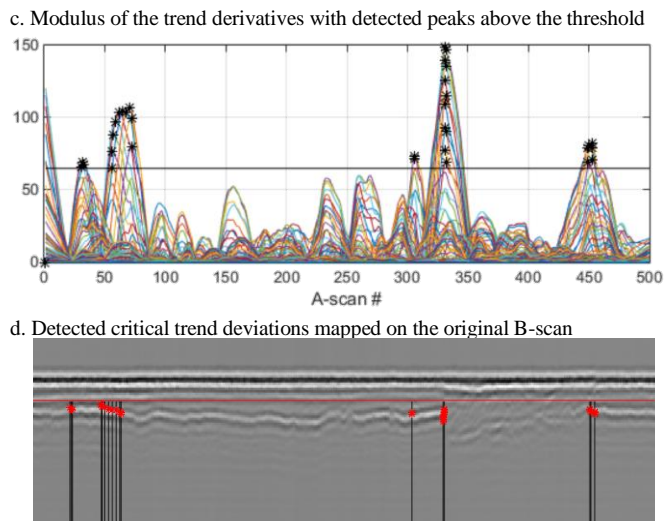 c. Modulus of the trend derivatives with detected peaks above the threshold
150
100
50
0
0 50 100 150 200 250 300 350 400 450 500
A-scan #
d. Detected critical trend deviations mapped on the original B-scan